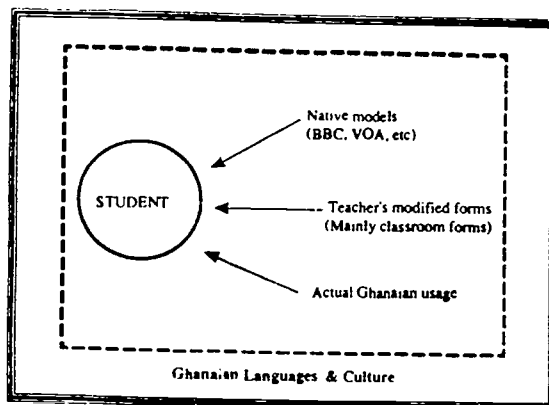 Native models
(BBC, VOA, etc)
STUDENT
Teacher's modified forms
(Mainly classroom forms)
Actual Ghanaian usage
Ghanaian Languages & Culture